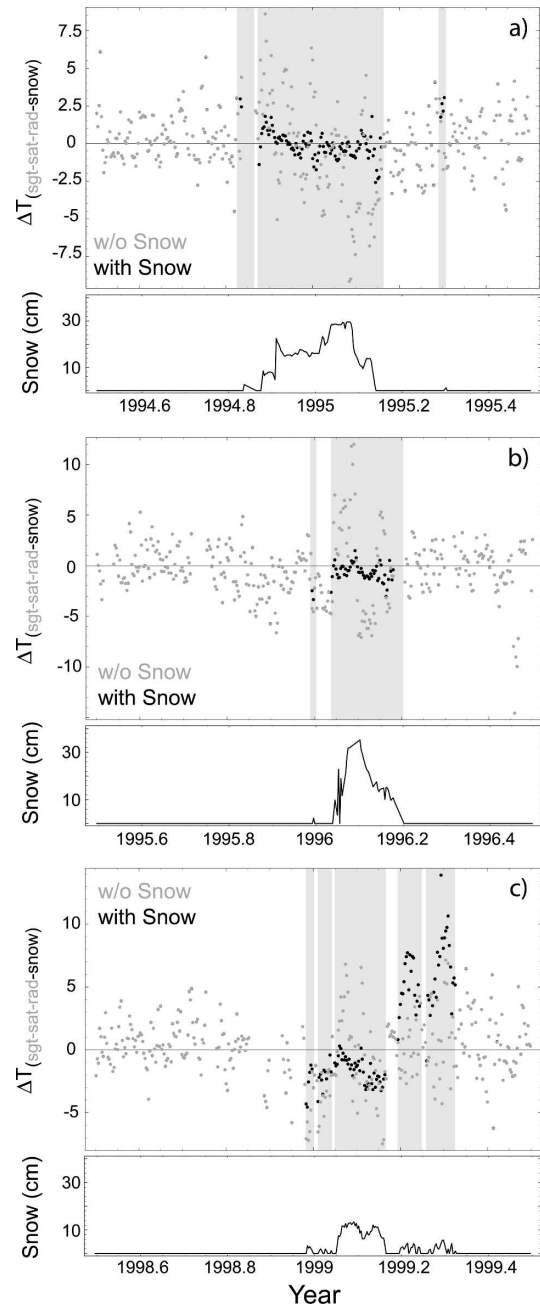 a)
7.5
5
2.5
0
-2.5
-5
-7.5
ΔT(sgt-sat-rad-snow)
w/o Snow
with Snow
Snow (cm)
30
10
1994.6 1994.8 1995 1995.2 1995.4
b)
10
5
0
-5
-10
ΔT(sgt-sat-rad-snow)
w/o Snow
with Snow
Snow (cm)
30
10
1995.6 1995.8 1996 1996.2 1996.4
c)
w/o Snow
with Snow
10
5
0
-5
ΔT(sgt-sat-rad-snow)
Snow (cm)
30
10
1998.6 1998.8 1999 1999.2 1999.4
Year